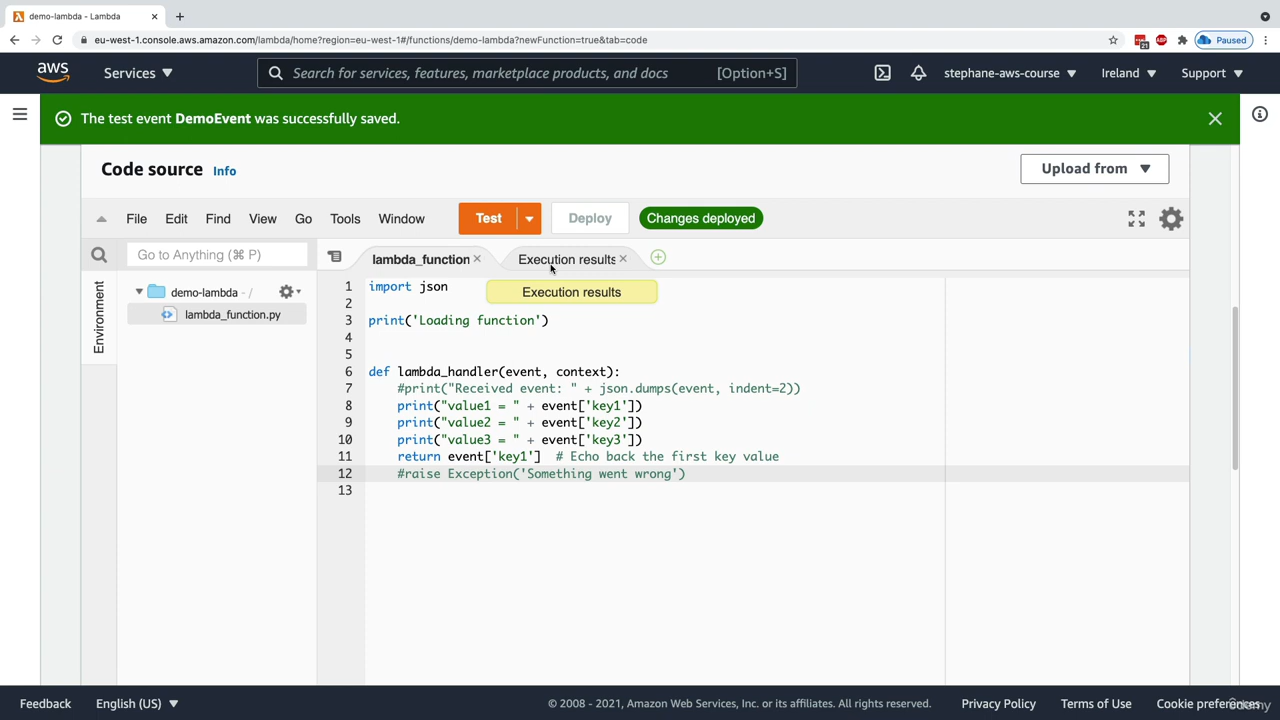 demo-lambda - Lambda
eu-west-1.console.aws.amazon.com/lambda/home?region=eu-west-1#/functions/demo-lambda?newFunction=true&tab=code
21
ABP
Paused
aws
Services
Search for services, features, marketplace products, and docs
[Option+S]
stephane-aws-course
Ireland
Support
The test event DemoEvent was successfully saved.
Code source
Info
Upload from
File
Edit
Find
View
Go
Tools
Window
Test
Deploy
Changes deployed
Go to Anything (⌘ P)
lambda_function
Execution results
Execution results
Environment
demo-lambda - /
lambda_function.py
1 import json
2
3 print('Loading function')
4
5
6 def lambda_handler(event, context):
7 #print("Received event: " + json.dumps(event, indent=2))
8 print("value1 = " + event['key1'])
9 print("value2 = " + event['key2'])
10 print("value3 = " + event['key3'])
11 return event['key1']  # Echo back the first key value
12 #raise Exception('Something went wrong')
13
Feedback
English (US)
© 2008 - 2021, Amazon Web Services, Inc. or its affiliates. All rights reserved.
Privacy Policy
Terms of Use
Cookie preferences
Udemy